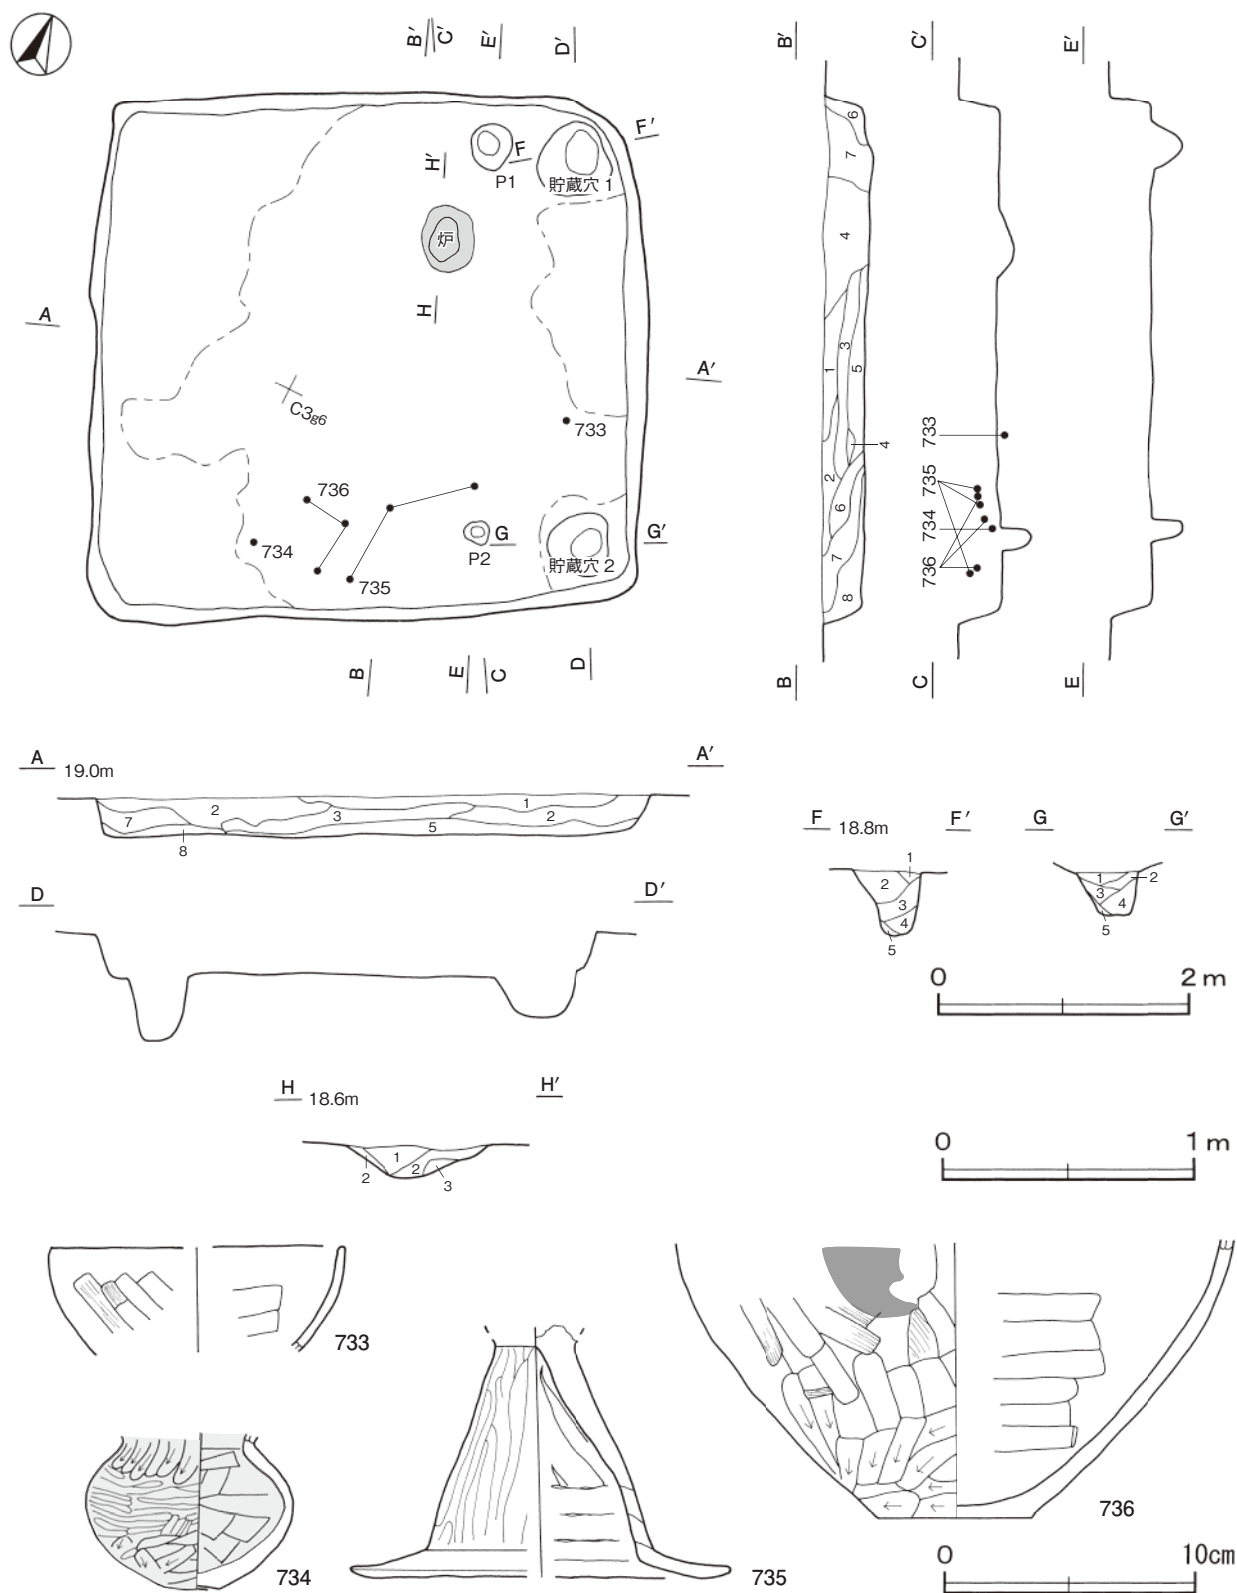 B′ C′ E′ D′
B′ C′ E′
F′
F
H′
P1 貯蔵穴 1
炉
H
A
A′
C3g6
733
736
734
735
G G′
P2 貯蔵穴 2
B E C D
6
7
4
3
1 5
4
2
6
7
8
733
735
734
736
B C E
A 19.0m A′
1
2
3
2
7
5
8
F 18.8m F′ G G′
1
2
3
4
5
1
2
3
4
5
D D′
0 2 m
H 18.6m H′
1
2
2
3
0 1 m
733
734
735
736
0 10cm